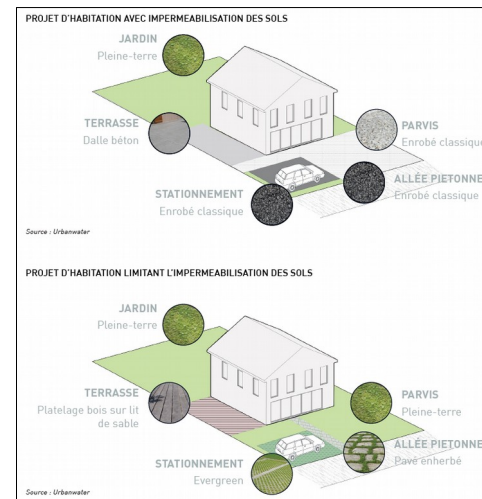 PROJET D'HABITATION AVEC IMPERMEABILISATION DES SOLS
JARDIN
Pleine-terre
TERRASSE
Dalle béton
PARVIS
Enrobé classique
ALLÉE PIETONNE
Enrobé classique
STATIONNEMENT
Enrobé classique
Source : Urbanwater
PROJET D'HABITATION LIMITANT L'IMPERMEABILISATION DES SOLS
JARDIN
Pleine-terre
TERRASSE
Platelage bois sur lit
de sable
PARVIS
Pleine-terre
ALLÉE PIETONNE
Pavé enherbé
STATIONNEMENT
Evergreen
Source : Urbanwater